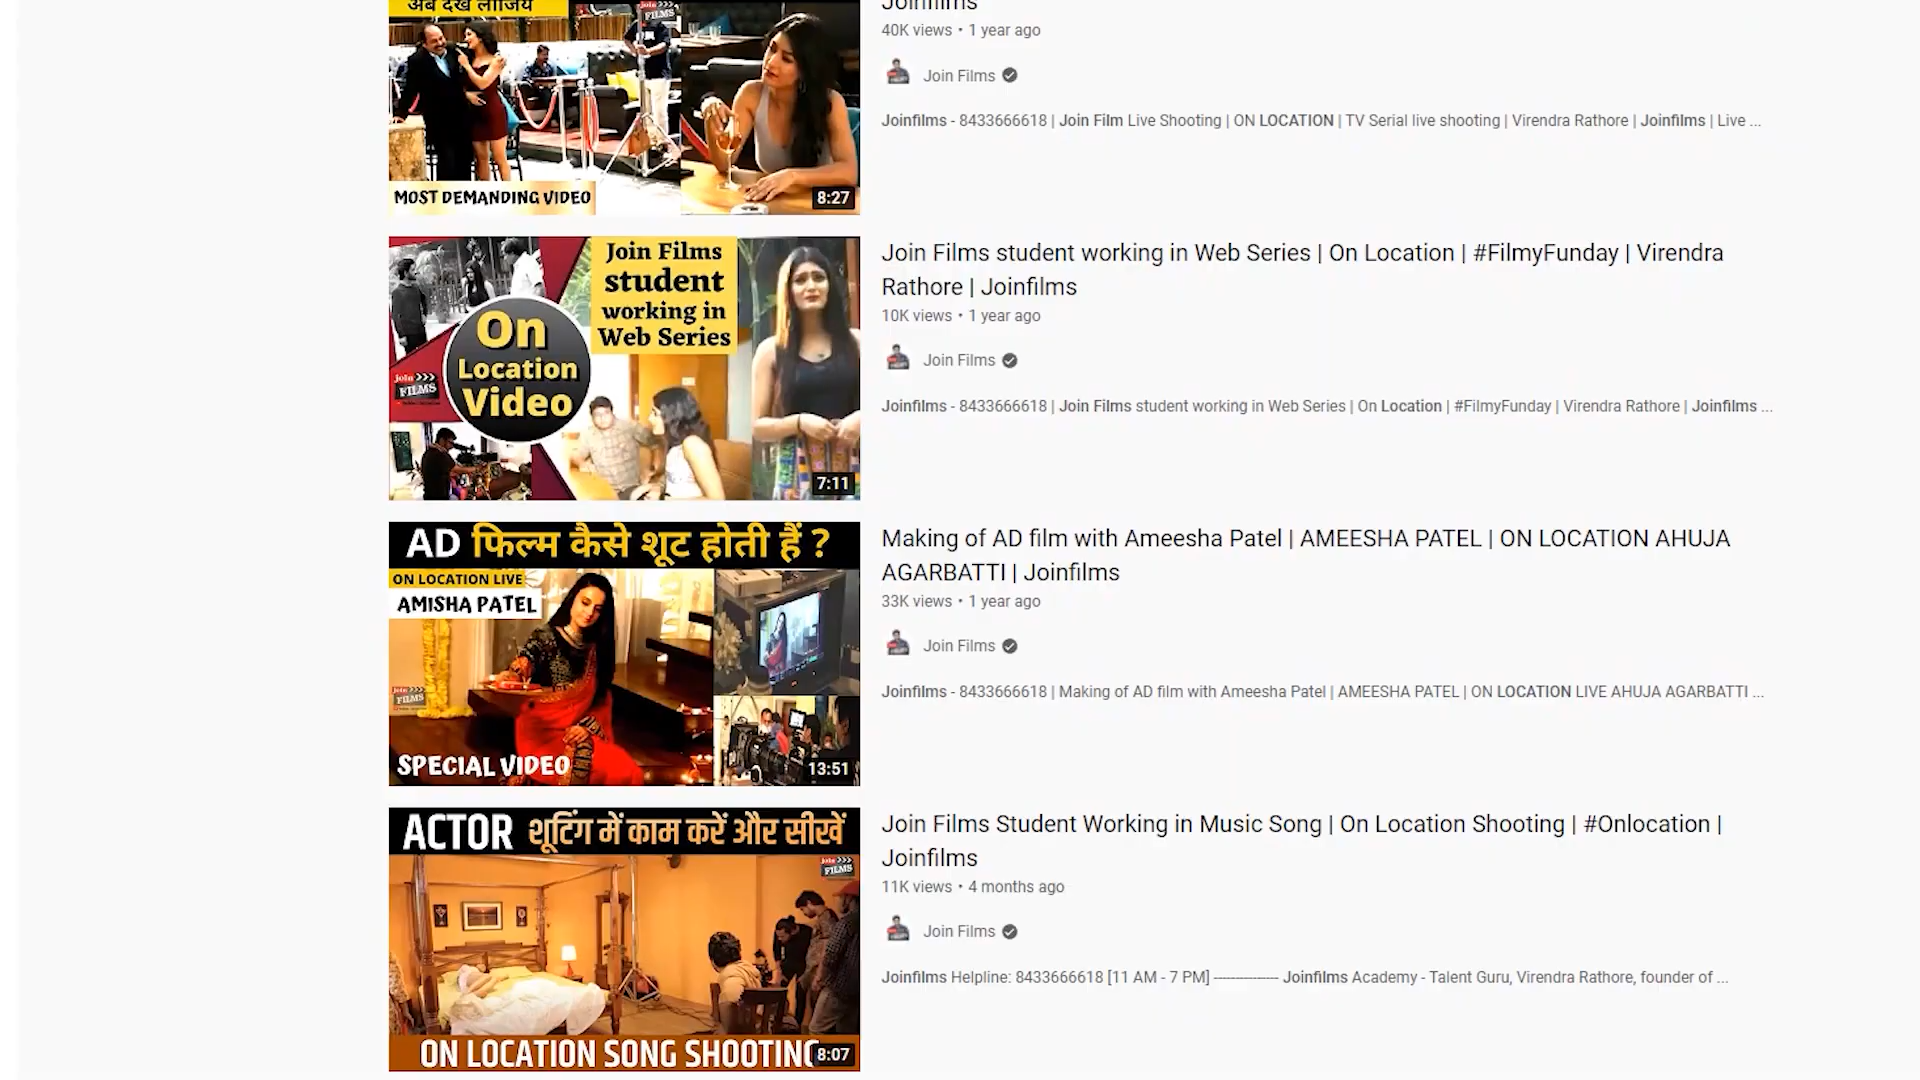 अब देख लीजिये
join >>>
FILMS
MOST DEMANDING VIDEO
8:27
Joinfilms
40K views • 1 year ago
Join Films
Joinfilms - 8433666618 | Join Film Live Shooting | ON LOCATION | TV Serial live shooting | Virendra Rathore | Joinfilms | Live ...
Join Films
student
working in
Web Series
On
Location
Video
join >>>
FILMS
7:11
Join Films student working in Web Series | On Location | #FilmyFunday | Virendra
Rathore | Joinfilms
10K views • 1 year ago
Join Films
Joinfilms - 8433666618 | Join Films student working in Web Series | On Location | #FilmyFunday | Virendra Rathore | Joinfilms ...
AD फिल्म कैसे शूट होती हैं ?
ON LOCATION LIVE
AMISHA PATEL
join >>>
FILMS
SPECIAL VIDEO
13:51
Making of AD film with Ameesha Patel | AMEESHA PATEL | ON LOCATION AHUJA
AGARBATTI | Joinfilms
33K views • 1 year ago
Join Films
Joinfilms - 8433666618 | Making of AD film with Ameesha Patel | AMEESHA PATEL | ON LOCATION LIVE AHUJA AGARBATTI ...
ACTOR शूटिंग में काम करें और सीखें
join >>>
FILMS
ON LOCATION SONG SHOOTING
8:07
Join Films Student Working in Music Song | On Location Shooting | #Onlocation |
Joinfilms
11K views • 4 months ago
Join Films
Joinfilms Helpline: 8433666618 [11 AM - 7 PM] --------------- Joinfilms Academy - Talent Guru, Virendra Rathore, founder of ...